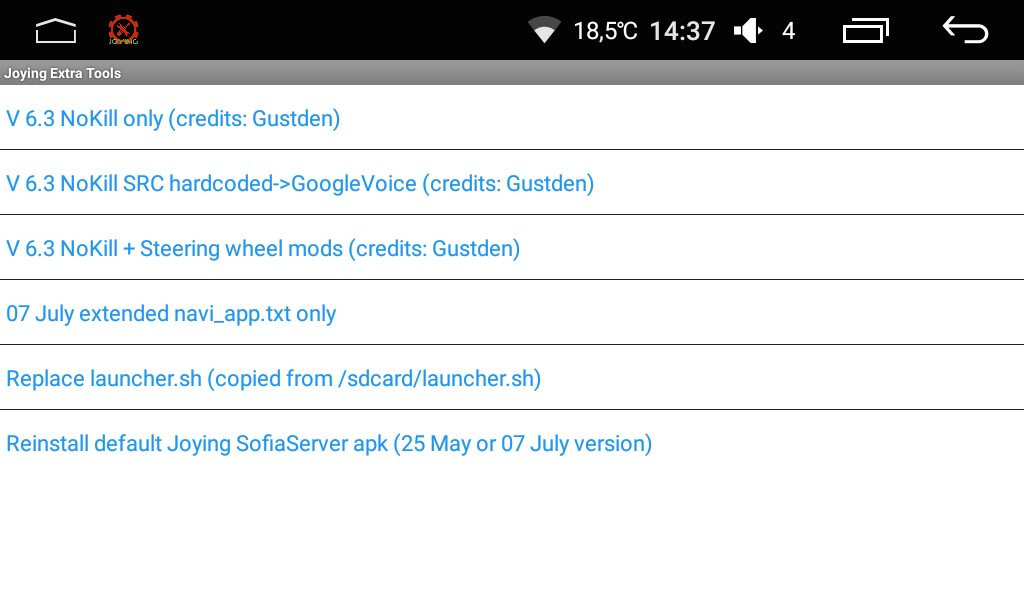 JOYING
18,5℃ 14:37 4
Joying Extra Tools
V 6.3 NoKill only (credits: Gustden)
V 6.3 NoKill SRC hardcoded->GoogleVoice (credits: Gustden)
V 6.3 NoKill + Steering wheel mods (credits: Gustden)
07 July extended navi_app.txt only
Replace launcher.sh (copied from /sdcard/launcher.sh)
Reinstall default Joying SofiaServer apk (25 May or 07 July version)